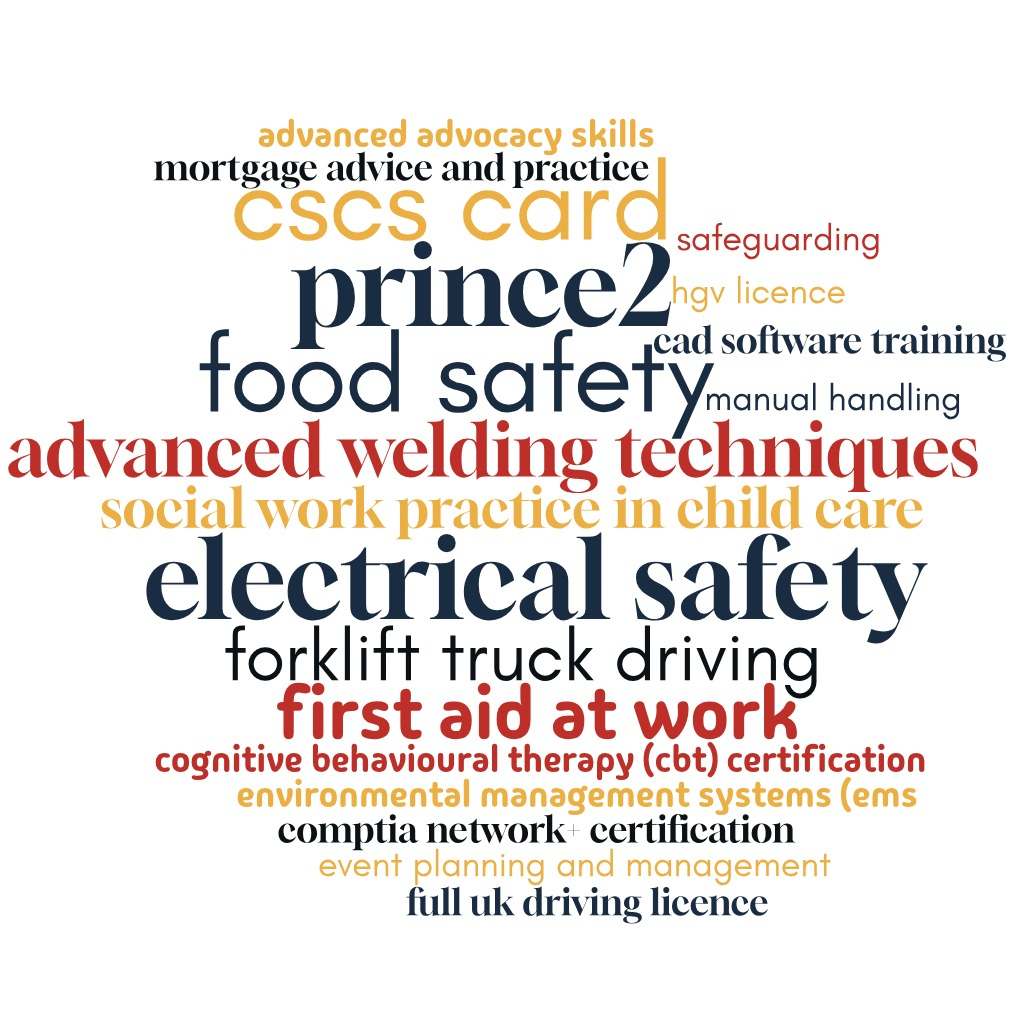 advanced advocacy skills
mortgage advice and practice
cscs card
safeguarding
prince2
hgv licence
cad software training
food safety
manual handling
advanced welding techniques
social work practice in child care
electrical safety
forklift truck driving
first aid at work
cognitive behavioural therapy (cbt) certification
environmental management systems (ems
comptia network+ certification
event planning and management
full uk driving licence